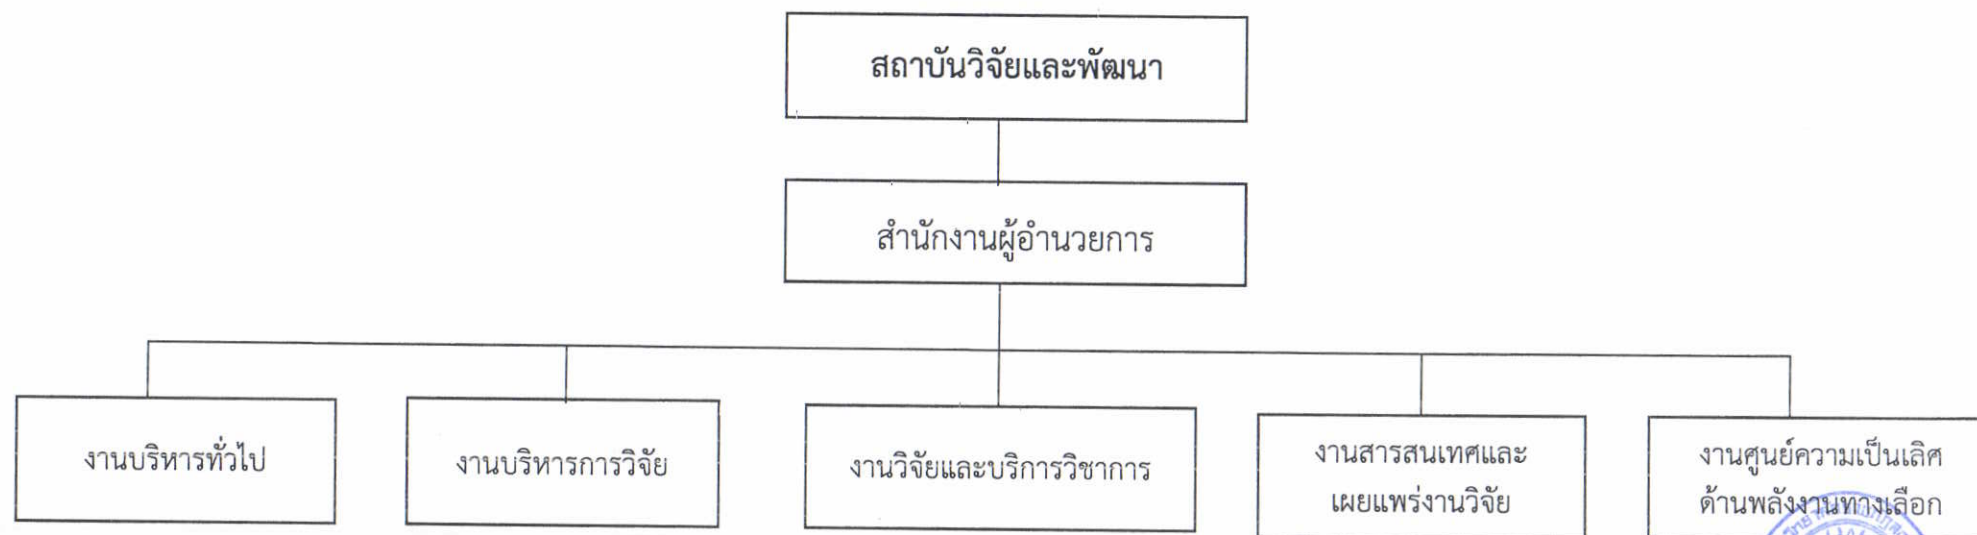 สถาบันวิจัยและพัฒนา
สำนักงานผู้อำนวยการ
งานบริหารทั่วไป
งานบริหารการวิจัย
งานวิจัยและบริการวิชาการ
งานสารสนเทศและ
เผยแพร่งานวิจัย
งานศูนย์ความเป็นเลิศ
ด้านพลังงานทางเลือก